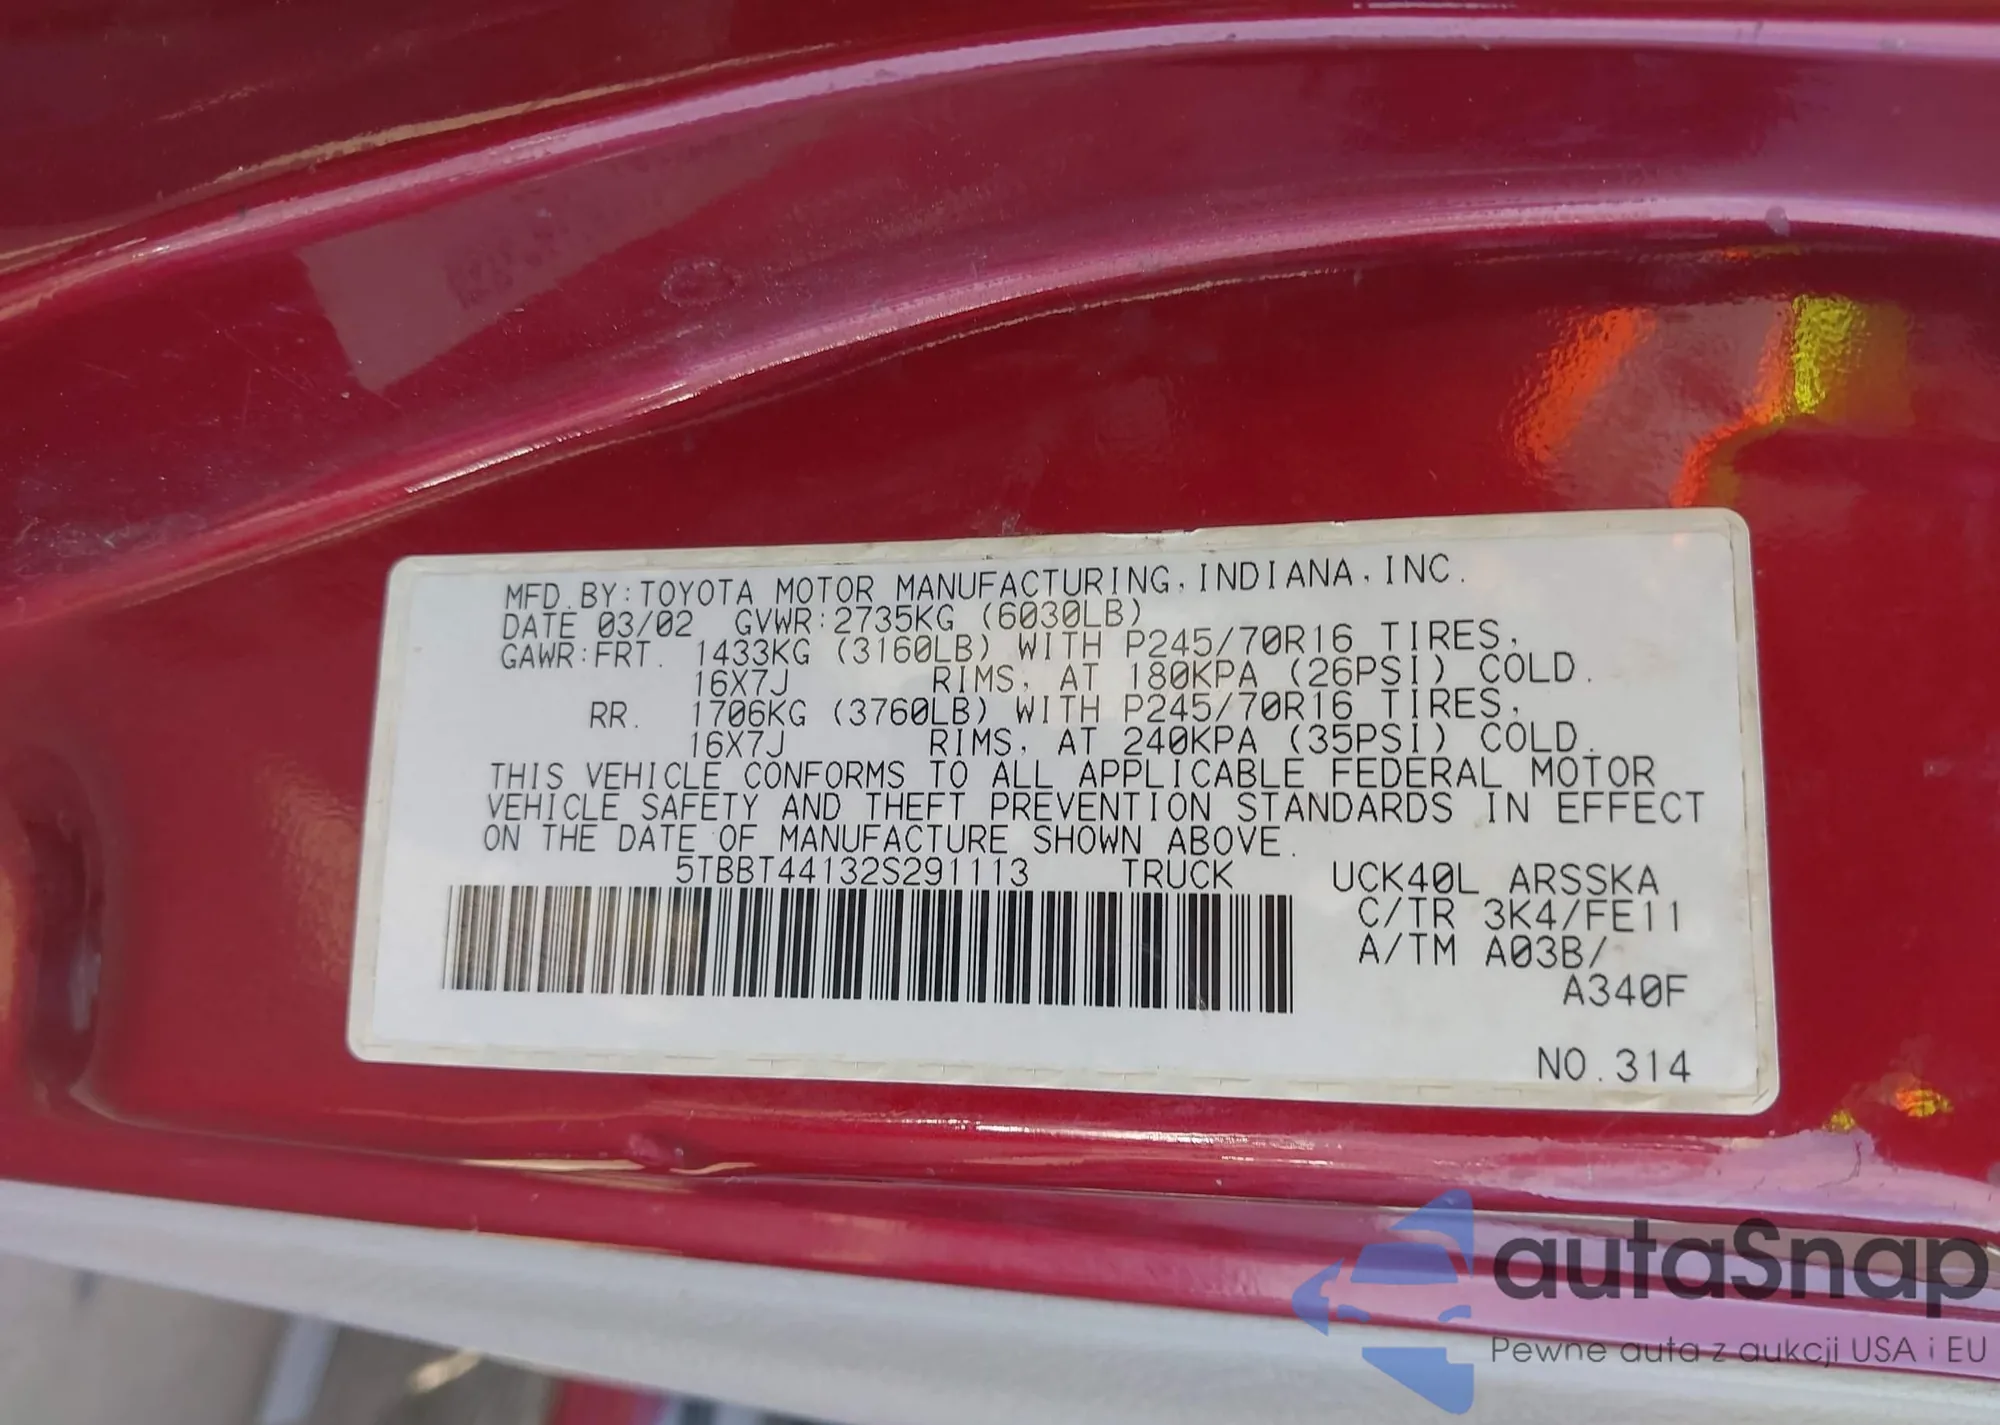 MFD. BY: TOYOTA MOTOR MANUFACTURING, INDIANA, INC.
DATE 03/02 GVWR: 2735KG (6030LB)
GAWR: FRT. 1433KG (3160LB) WITH P245/70R16 TIRES,
16X7J RIMS, AT 180KPA (26PSI) COLD.
RR. 1706KG (3760LB) WITH P245/70R16 TIRES,
16X7J RIMS, AT 240KPA (35PSI) COLD.
THIS VEHICLE CONFORMS TO ALL APPLICABLE FEDERAL MOTOR
VEHICLE SAFETY AND THEFT PREVENTION STANDARDS IN EFFECT
ON THE DATE OF MANUFACTURE SHOWN ABOVE.
5TBBT44132S291113 TRUCK UCK40L ARSSKA
C/TR 3K4/FE11
A/TM A03B/
A340F
NO. 314
autaSnap
Pewne auta z aukcji USA i EU